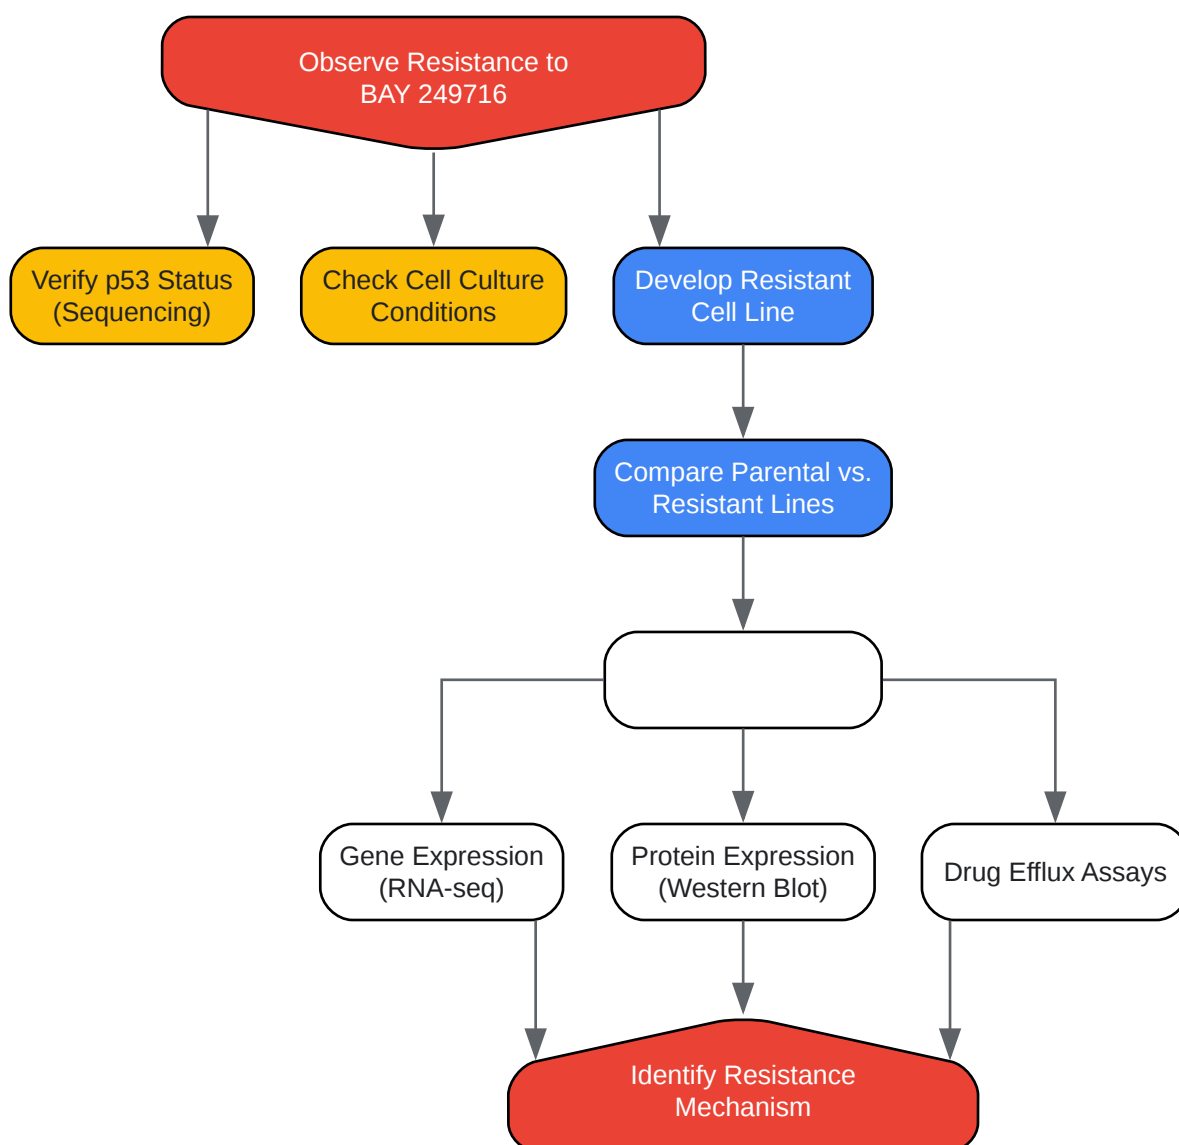 Observe Resistance to
BAY 249716
Verify p53 Status
(Sequencing)
Check Cell Culture
Conditions
Develop Resistant
Cell Line
Compare Parental vs.
Resistant Lines
Gene Expression
(RNA-seq)
Protein Expression
(Western Blot)
Drug Efflux Assays
Identify Resistance
Mechanism